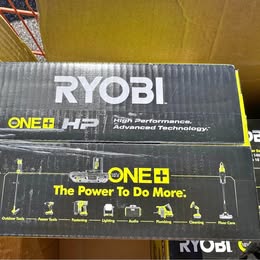 RYOBI
ONE+ HP High Performance.
Advanced Technology.
18V ONE+
The Power To Do More.
Outdoor Tools Power Tools Fastening Lighting Audio Plumbing Cleaning Floor Care
RYOBI